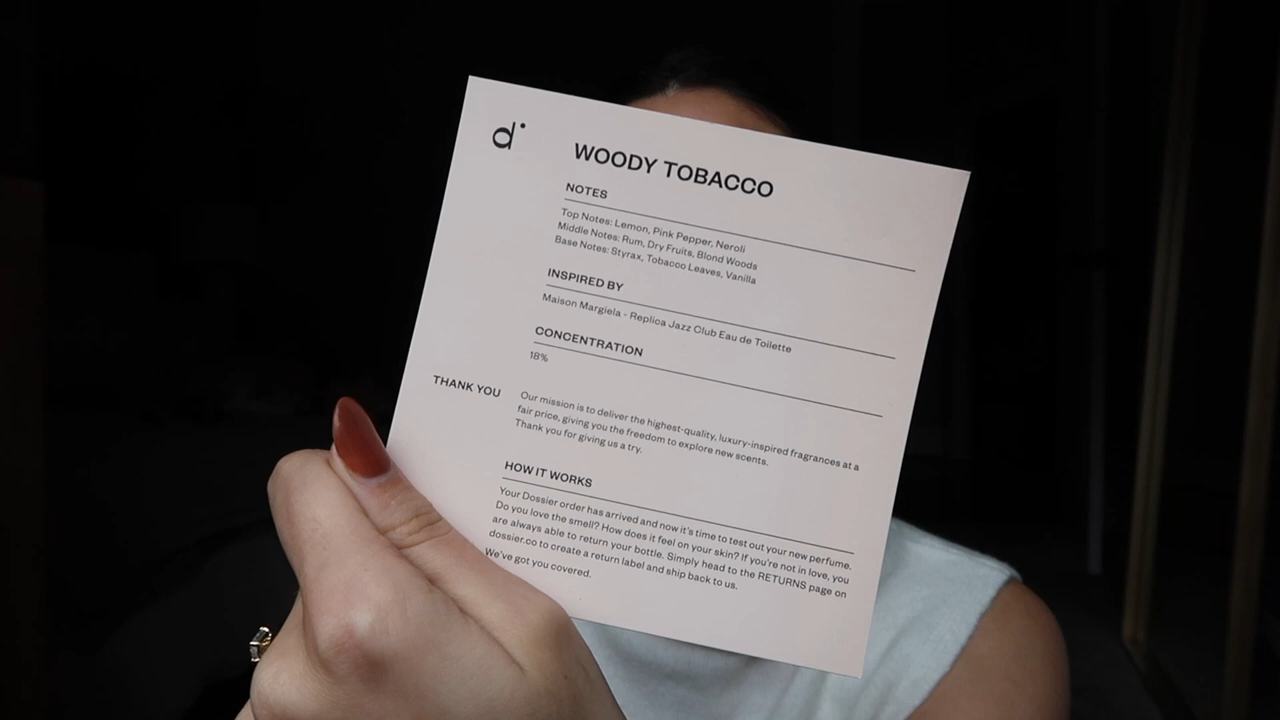 d•
WOODY TOBACCO
NOTES
Top Notes: Lemon, Pink Pepper, Neroli
Middle Notes: Rum, Dry Fruits, Blond Woods
Base Notes: Styrax, Tobacco Leaves, Vanilla
INSPIRED BY
Maison Margiela - Replica Jazz Club Eau de Toilette
CONCENTRATION
18%
THANK YOU
Our mission is to deliver the highest-quality, luxury-inspired fragrances at a
fair price, giving you the freedom to explore new scents.
Thank you for giving us a try.
HOW IT WORKS
Your Dossier order has arrived and now it's time to test out your new perfume.
Do you love the smell? How does it feel on your skin? If you're not in love, you
are always able to return your bottle. Simply head to the RETURNS page on
dossier.co to create a return label and ship back to us.
We've got you covered.